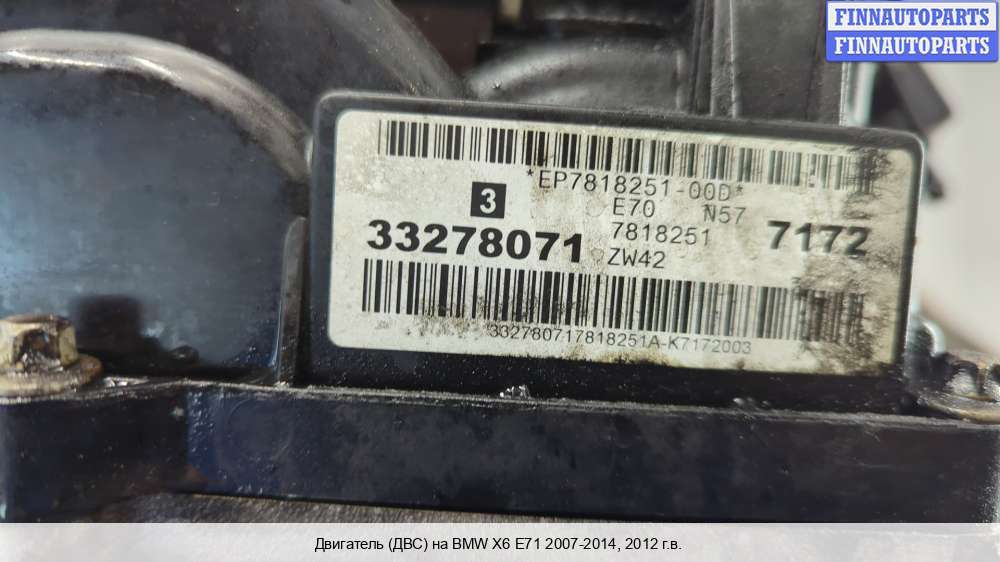 FINNAUTOPARTS
FINNAUTOPARTS
*EP7818251-00D*
3
E70 N57
33278071
7818251
7172
ZW42
332780717818251A-K7172003
Двигатель (ДВС) на BMW X6 E71 2007-2014, 2012 г.в.